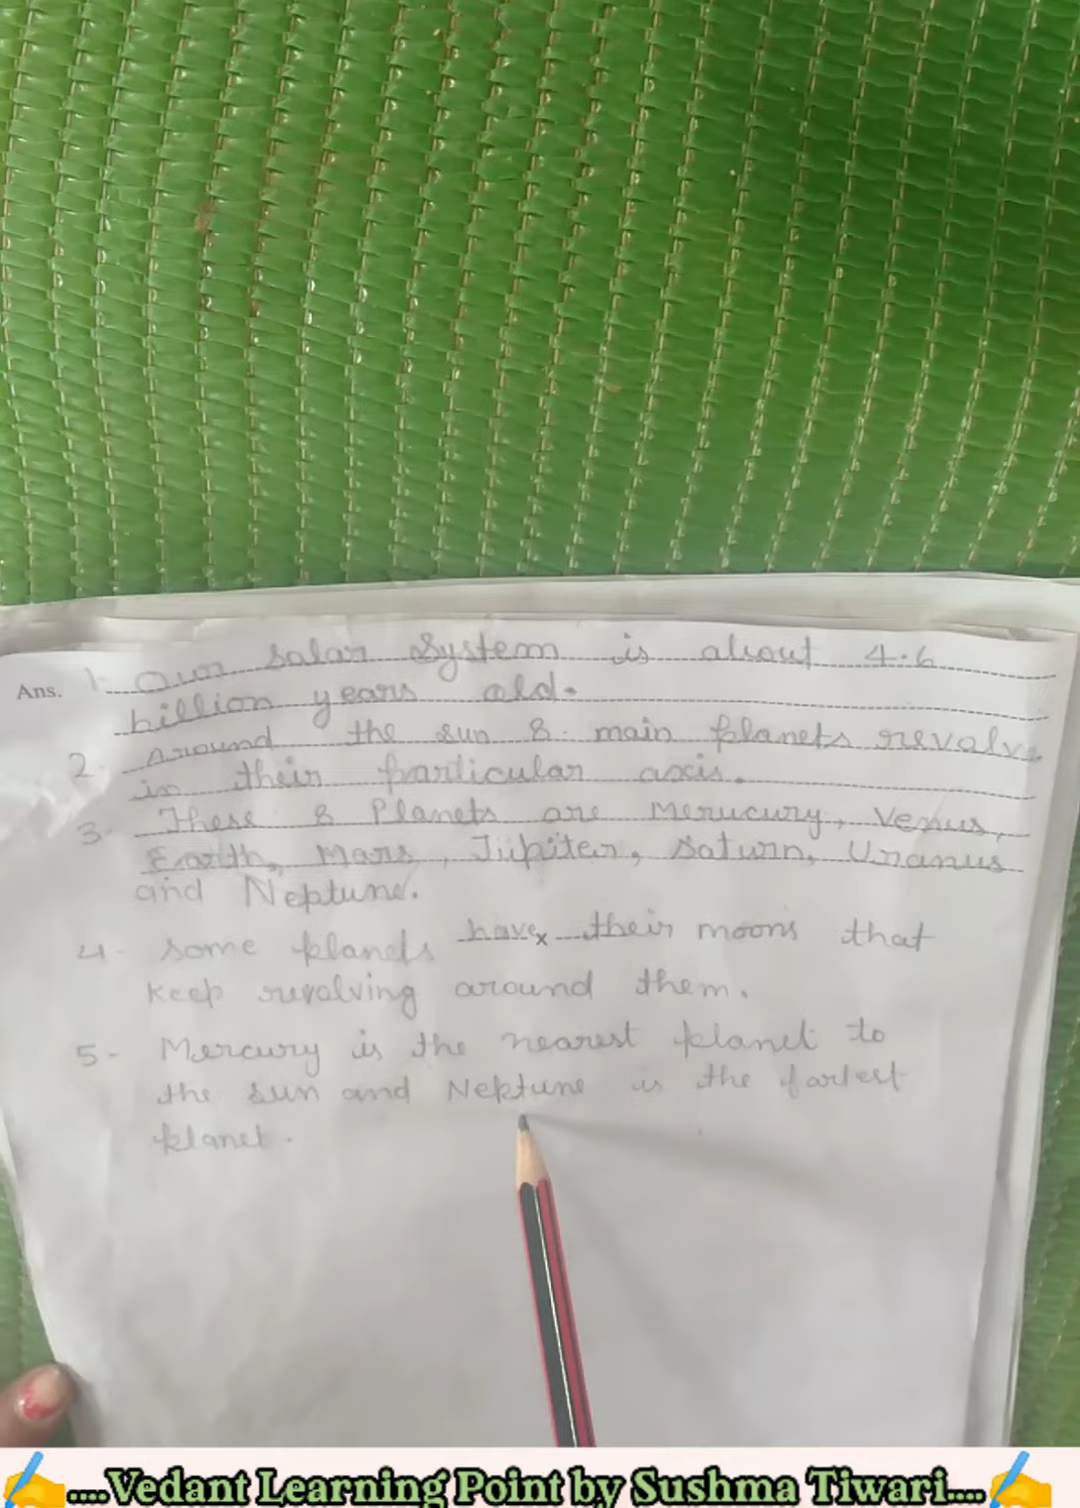 Ans. 1. Our Solar System is about 4.6
billion years old.
2. Around the sun 8 main planets revolve
in their particular axis.
3. These 8 Planets are Merucury, Venus,
Earth, Mars, Jupiter, Saturn, Uranus
and Neptune.
4. Some planets havex their moons that
keep revolving around them.
5- Mercury is the nearest planet to
the sun and Neptune is the fartest
planet.
....Vedant Learning Point by Sushma Tiwari....